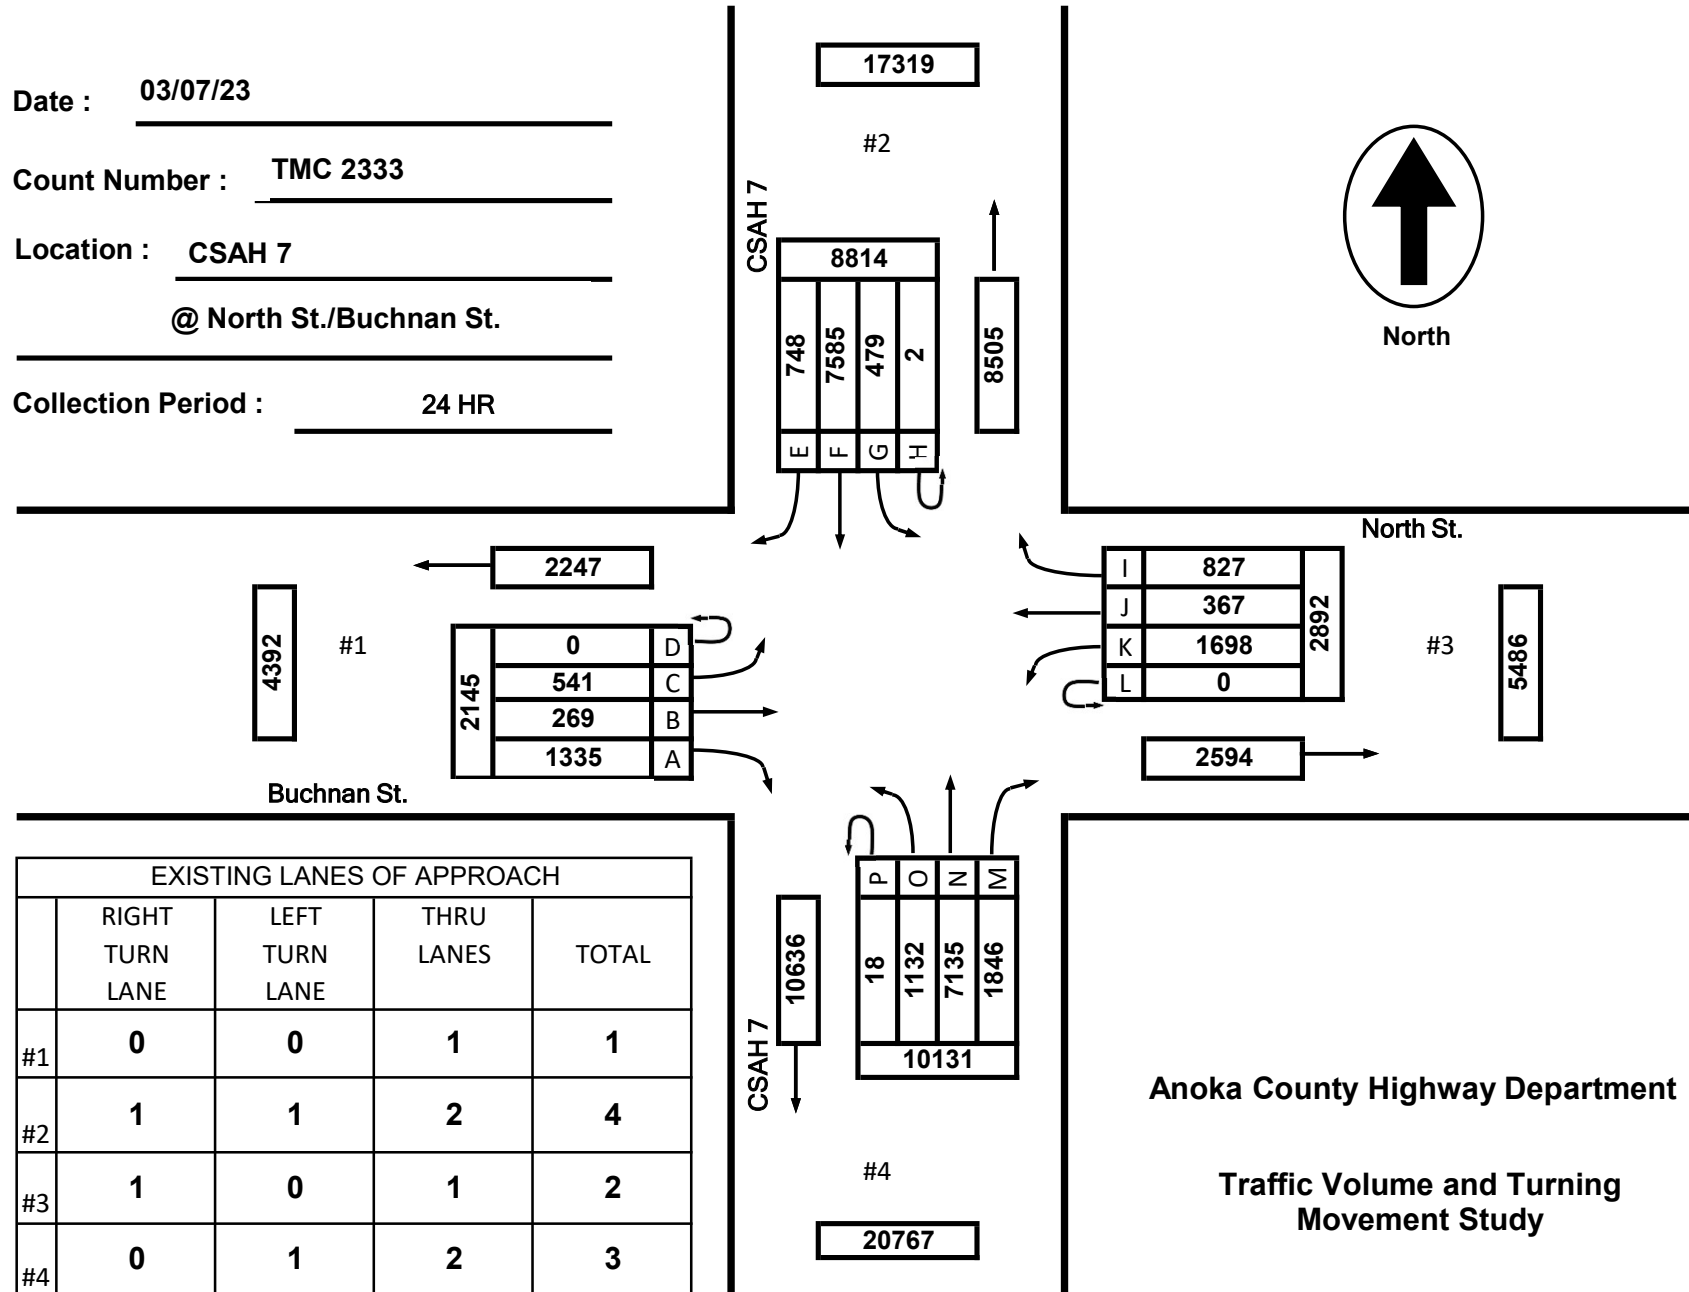 Date : 03/07/23
Count Number : TMC 2333
Location : CSAH 7
@ North St./Buchnan St.
Collection Period : 24 HR
17319
#2
CSAH 7
8814
748 7585 479 2
E F G H
8505
North
North St.
2247
4392
#1
2145
0 D
541 C
269 B
1335 A
Buchnan St.
I 827
J 367
K 1698
L 0
2892
#3
5486
2594
P O N M
18 1132 7135 1846
10131
10636
CSAH 7
#4
20767
EXISTING LANES OF APPROACH
RIGHT TURN LANE LEFT TURN LANE THRU LANES TOTAL
#1 0 0 1 1
#2 1 1 2 4
#3 1 0 1 2
#4 0 1 2 3
Anoka County Highway Department
Traffic Volume and Turning
Movement Study